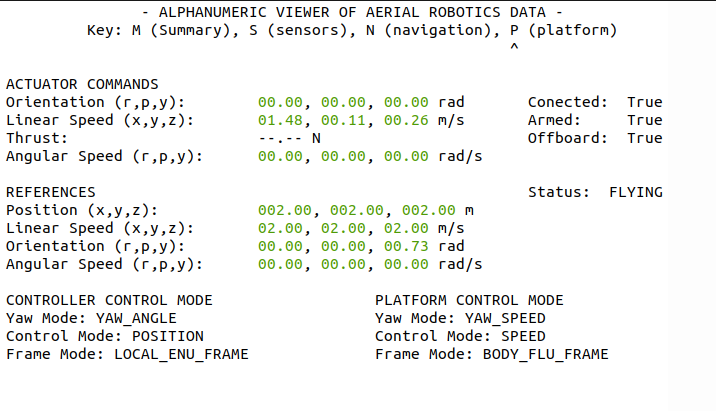 - ALPHANUMERIC VIEWER OF AERIAL ROBOTICS DATA -
Key: M (Summary), S (sensors), N (navigation), P (platform)
^
ACTUATOR COMMANDS
Orientation (r,p,y): 00.00, 00.00, 00.00 rad Conected: True
Linear Speed (x,y,z): 01.48, 00.11, 00.26 m/s Armed: True
Thrust: --.-- N Offboard: True
Angular Speed (r,p,y): 00.00, 00.00, 00.00 rad/s
REFERENCES Status: FLYING
Position (x,y,z): 002.00, 002.00, 002.00 m
Linear Speed (x,y,z): 02.00, 02.00, 02.00 m/s
Orientation (r,p,y): 00.00, 00.00, 00.73 rad
Angular Speed (r,p,y): 00.00, 00.00, 00.00 rad/s
CONTROLLER CONTROL MODE PLATFORM CONTROL MODE
Yaw Mode: YAW_ANGLE Yaw Mode: YAW_SPEED
Control Mode: POSITION Control Mode: SPEED
Frame Mode: LOCAL_ENU_FRAME Frame Mode: BODY_FLU_FRAME